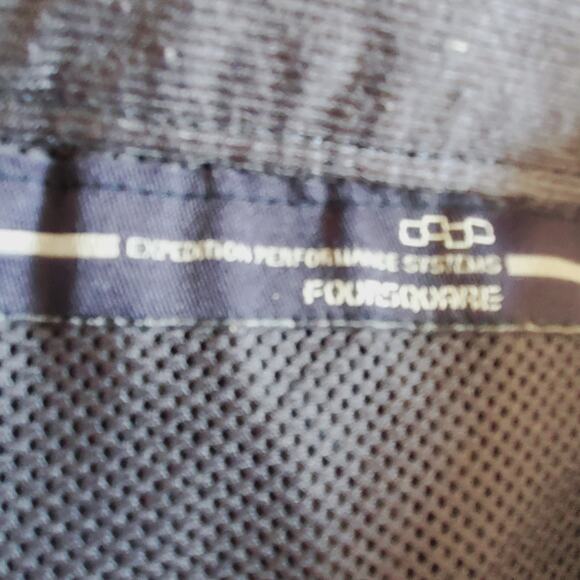 EXPEDITION PERFORMANCE SYSTEMS
FOURSQUARE